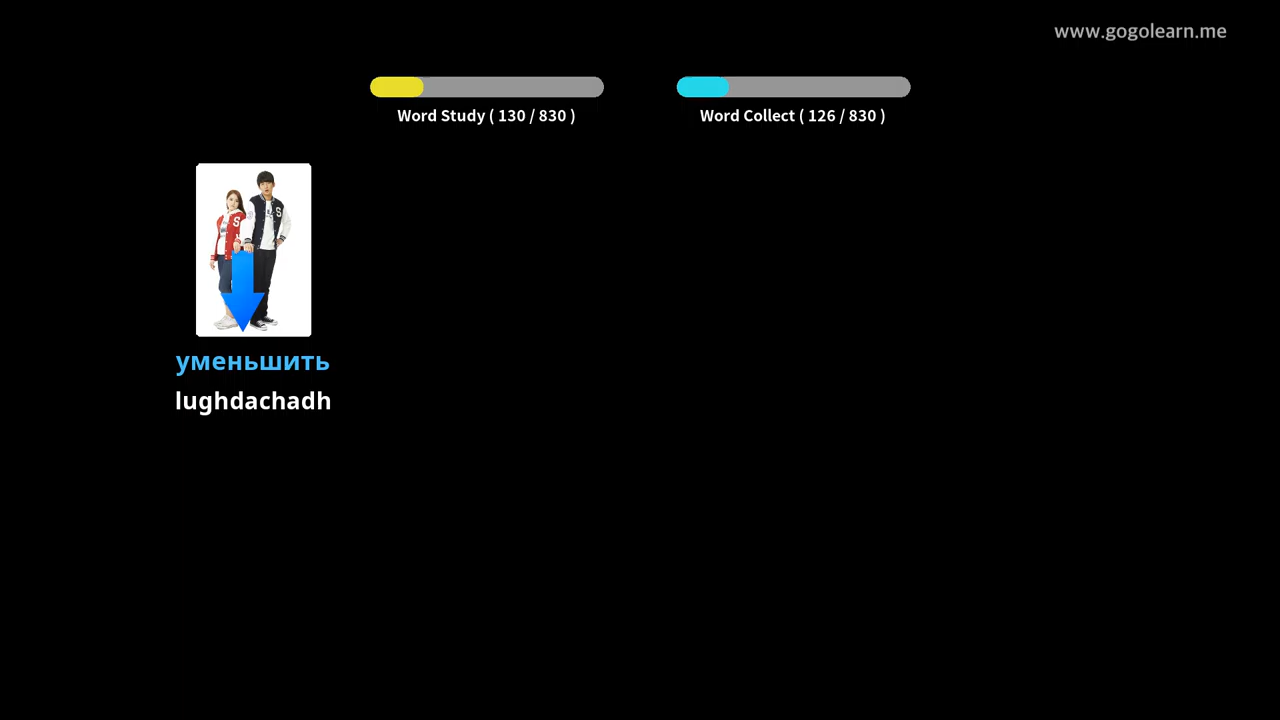 www.gogolearn.me
Word Study ( 130 / 830 )
Word Collect ( 126 / 830 )
S
S
уменьшить
lughdachadh